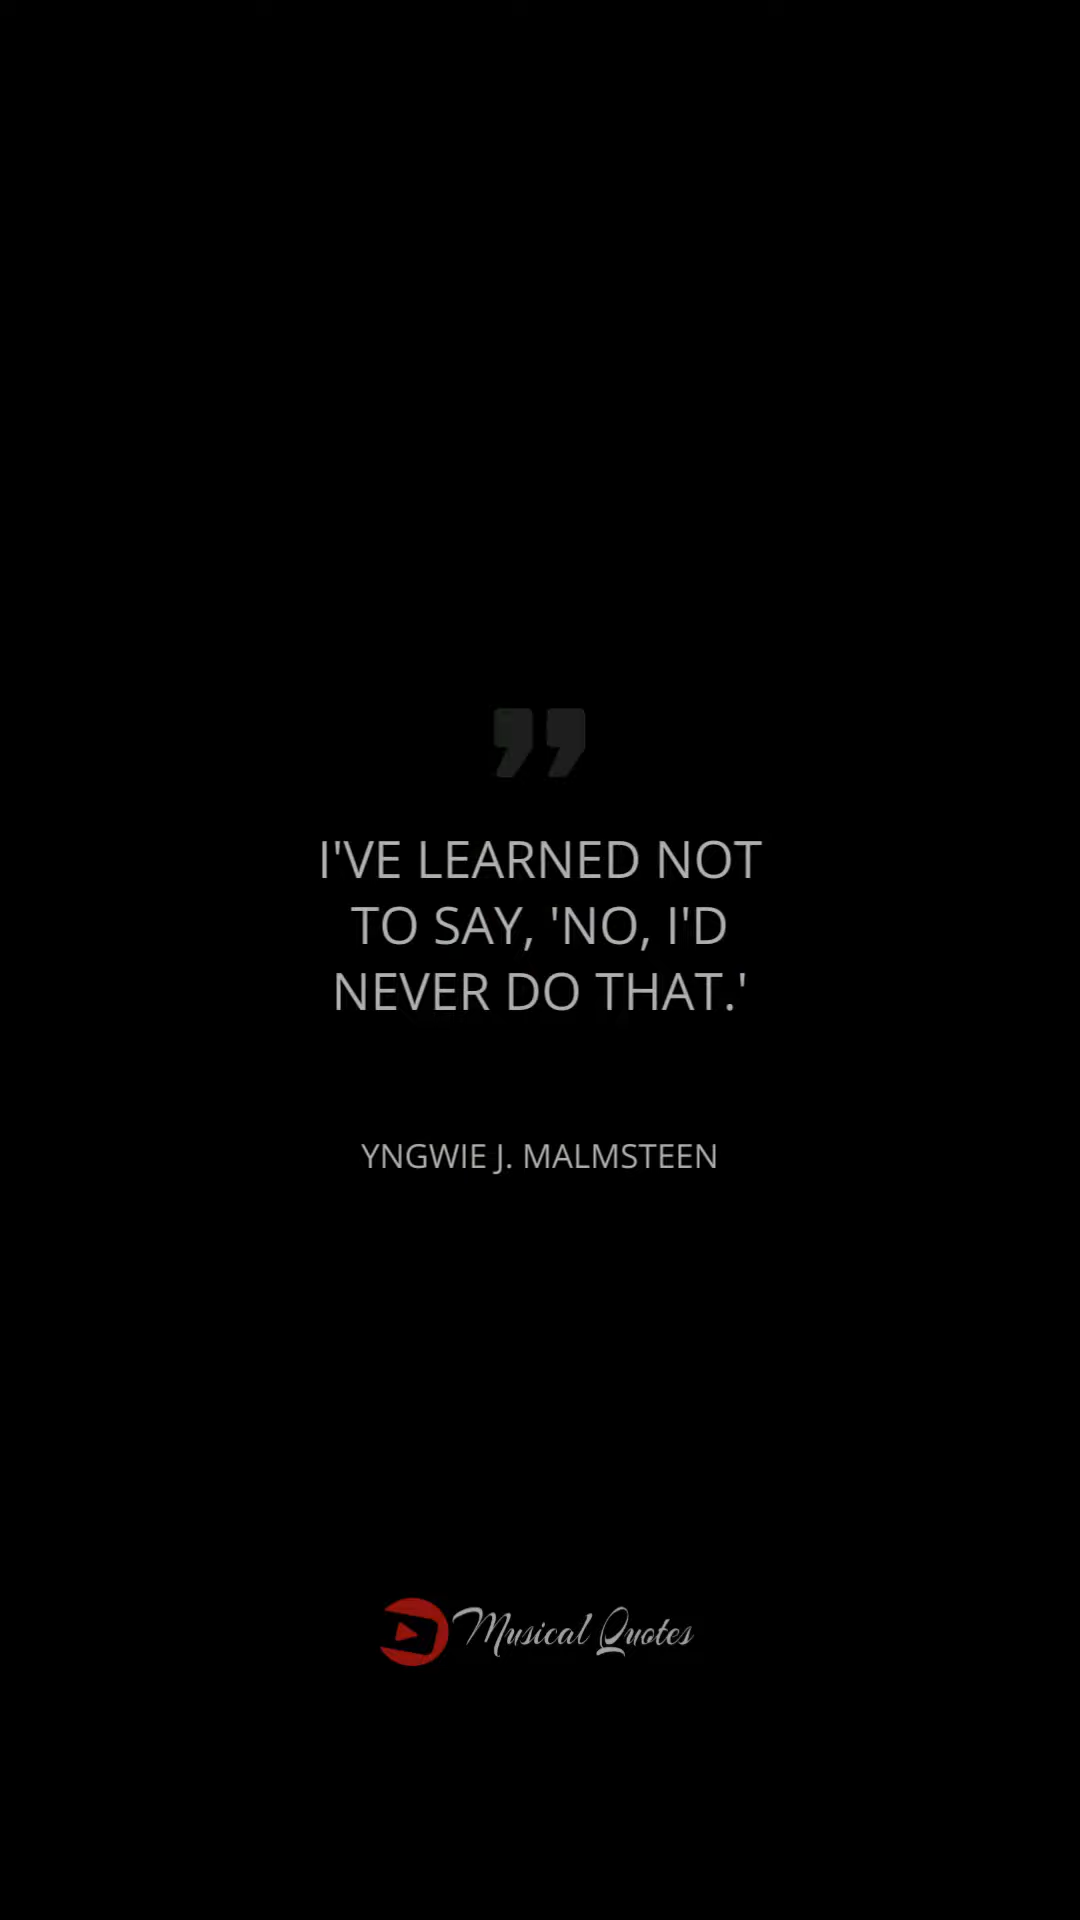 "
I'VE LEARNED NOT
TO SAY, 'NO, I'D
NEVER DO THAT.'
YNGWIE J. MALMSTEEN
Musical Quotes